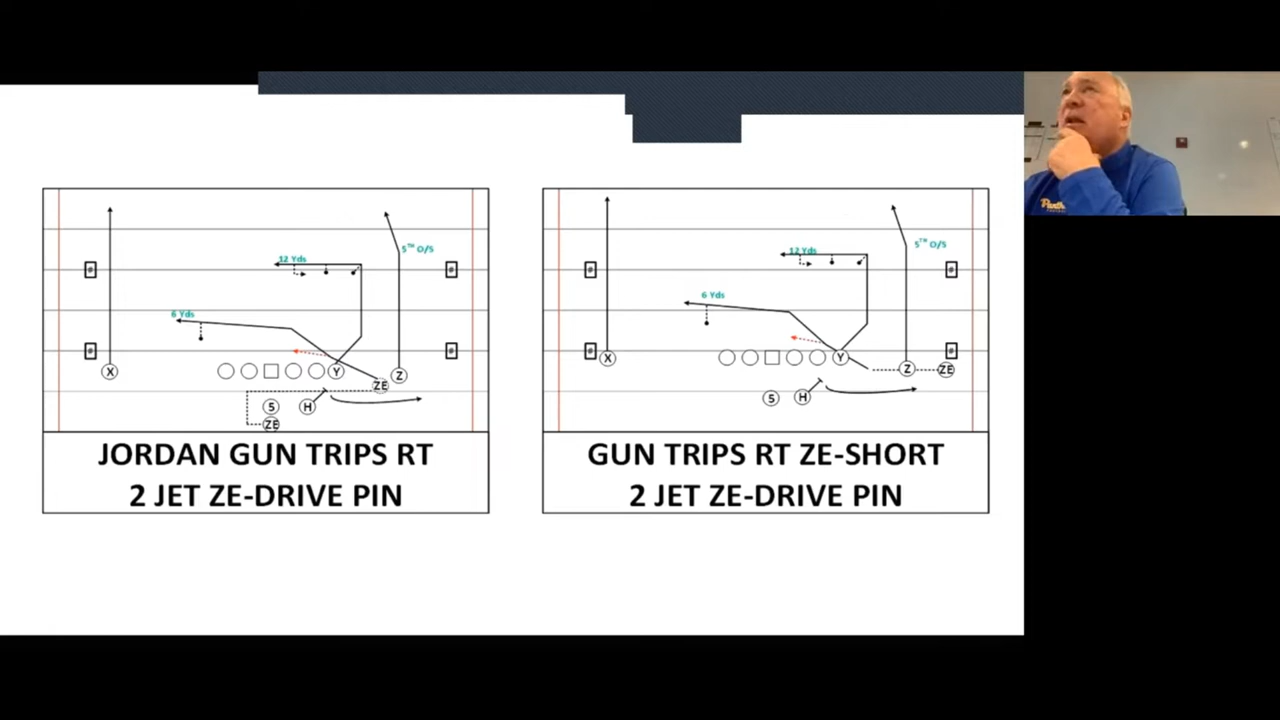 12 Yds
5TH O/S
6 Yds
X
Y
ZE
Z
5
H
ZE
JORDAN GUN TRIPS RT
2 JET ZE-DRIVE PIN
12 Yds
5TH O/S
6 Yds
X
Y
Z
ZE
5
H
GUN TRIPS RT ZE-SHORT
2 JET ZE-DRIVE PIN